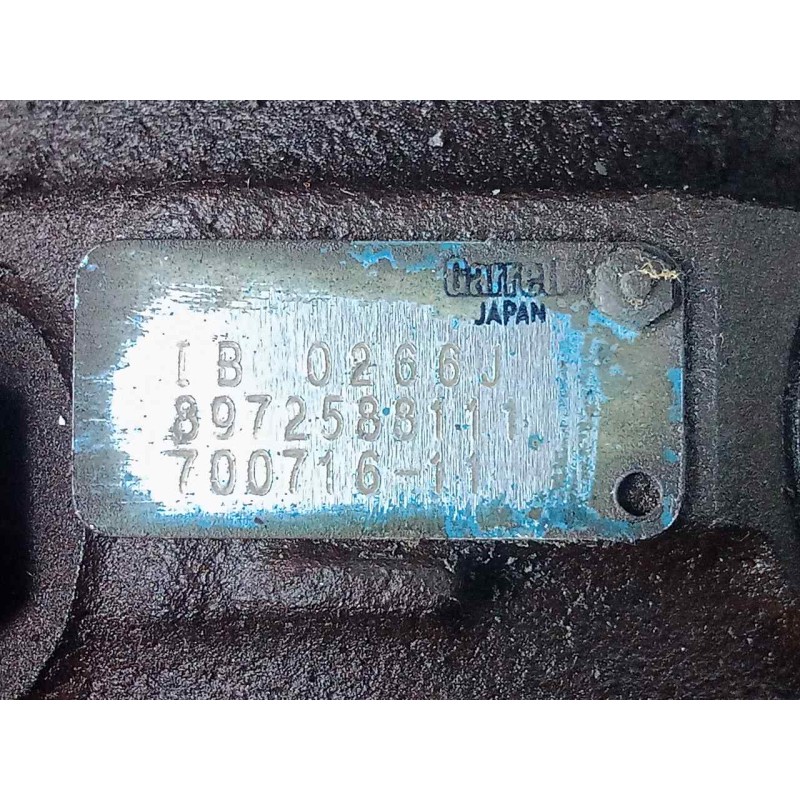 Garrett
JAPAN
IB 0266J
8972588111
700716-11